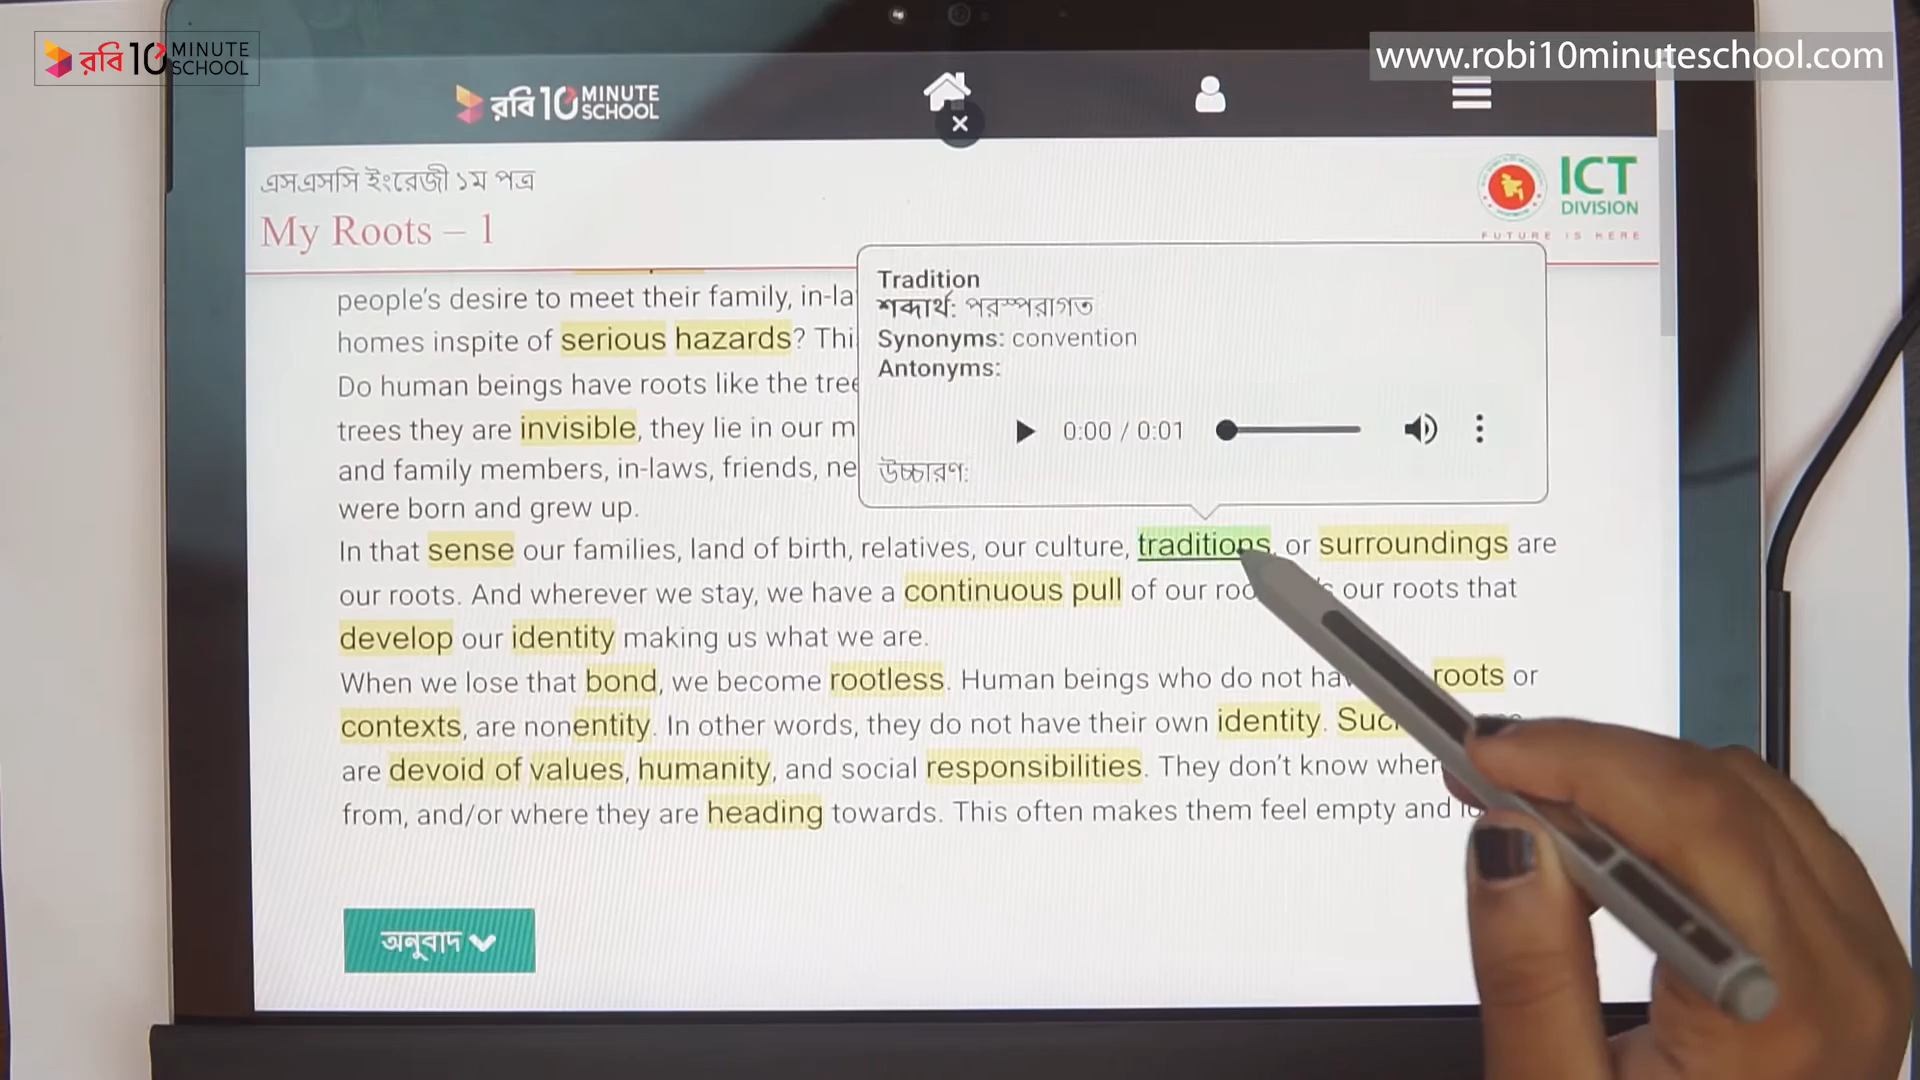 রবি 10 MINUTE SCHOOL
www.robi10minuteschool.com
রবি 10 MINUTE SCHOOL
এসএসসি ইংরেজী ১ম পত্র
My Roots – 1
ICT
DIVISION
FUTURE IS HERE
Tradition
শব্দার্থ: পরস্পরাগত
Synonyms: convention
Antonyms:
0:00 / 0:01
উচ্চারণ:
people's desire to meet their family, in-la
homes inspite of serious hazards? Thi
Do human beings have roots like the tree
trees they are invisible, they lie in our m
and family members, in-laws, friends, ne
were born and grew up.
In that sense our families, land of birth, relatives, our culture, traditions, or surroundings are
our roots. And wherever we stay, we have a continuous pull of our roo our roots that
develop our identity making us what we are.
When we lose that bond, we become rootless. Human beings who do not ha roots or
contexts, are nonentity. In other words, they do not have their own identity. Suc
are devoid of values, humanity, and social responsibilities. They don't know wher
from, and/or where they are heading towards. This often makes them feel empty and
অনুবাদ